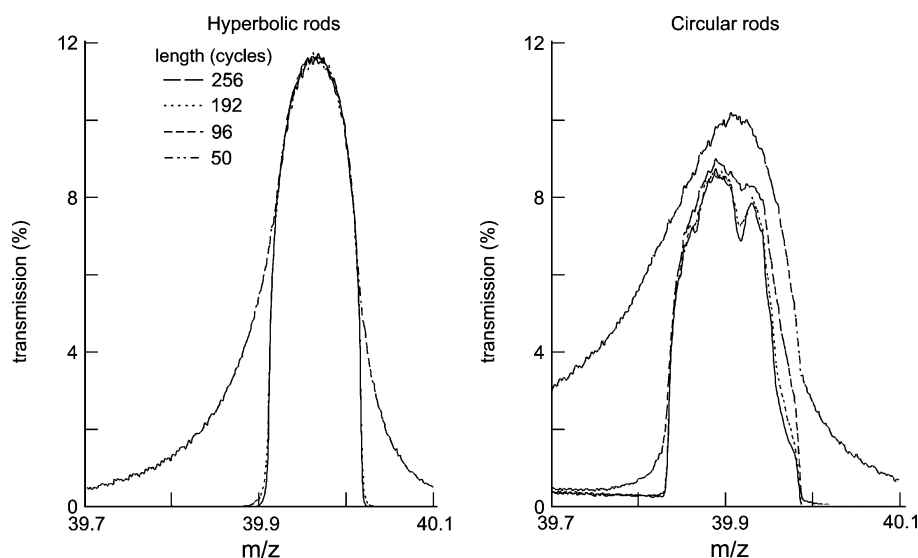 Hyperbolic rods
12
length (cycles)
256
192
96
50
8
transmission (%)
4
0
39.7
39.9
40.1
m/z
Circular rods
12
8
transmission (%)
4
0
39.7
39.9
40.1
m/z